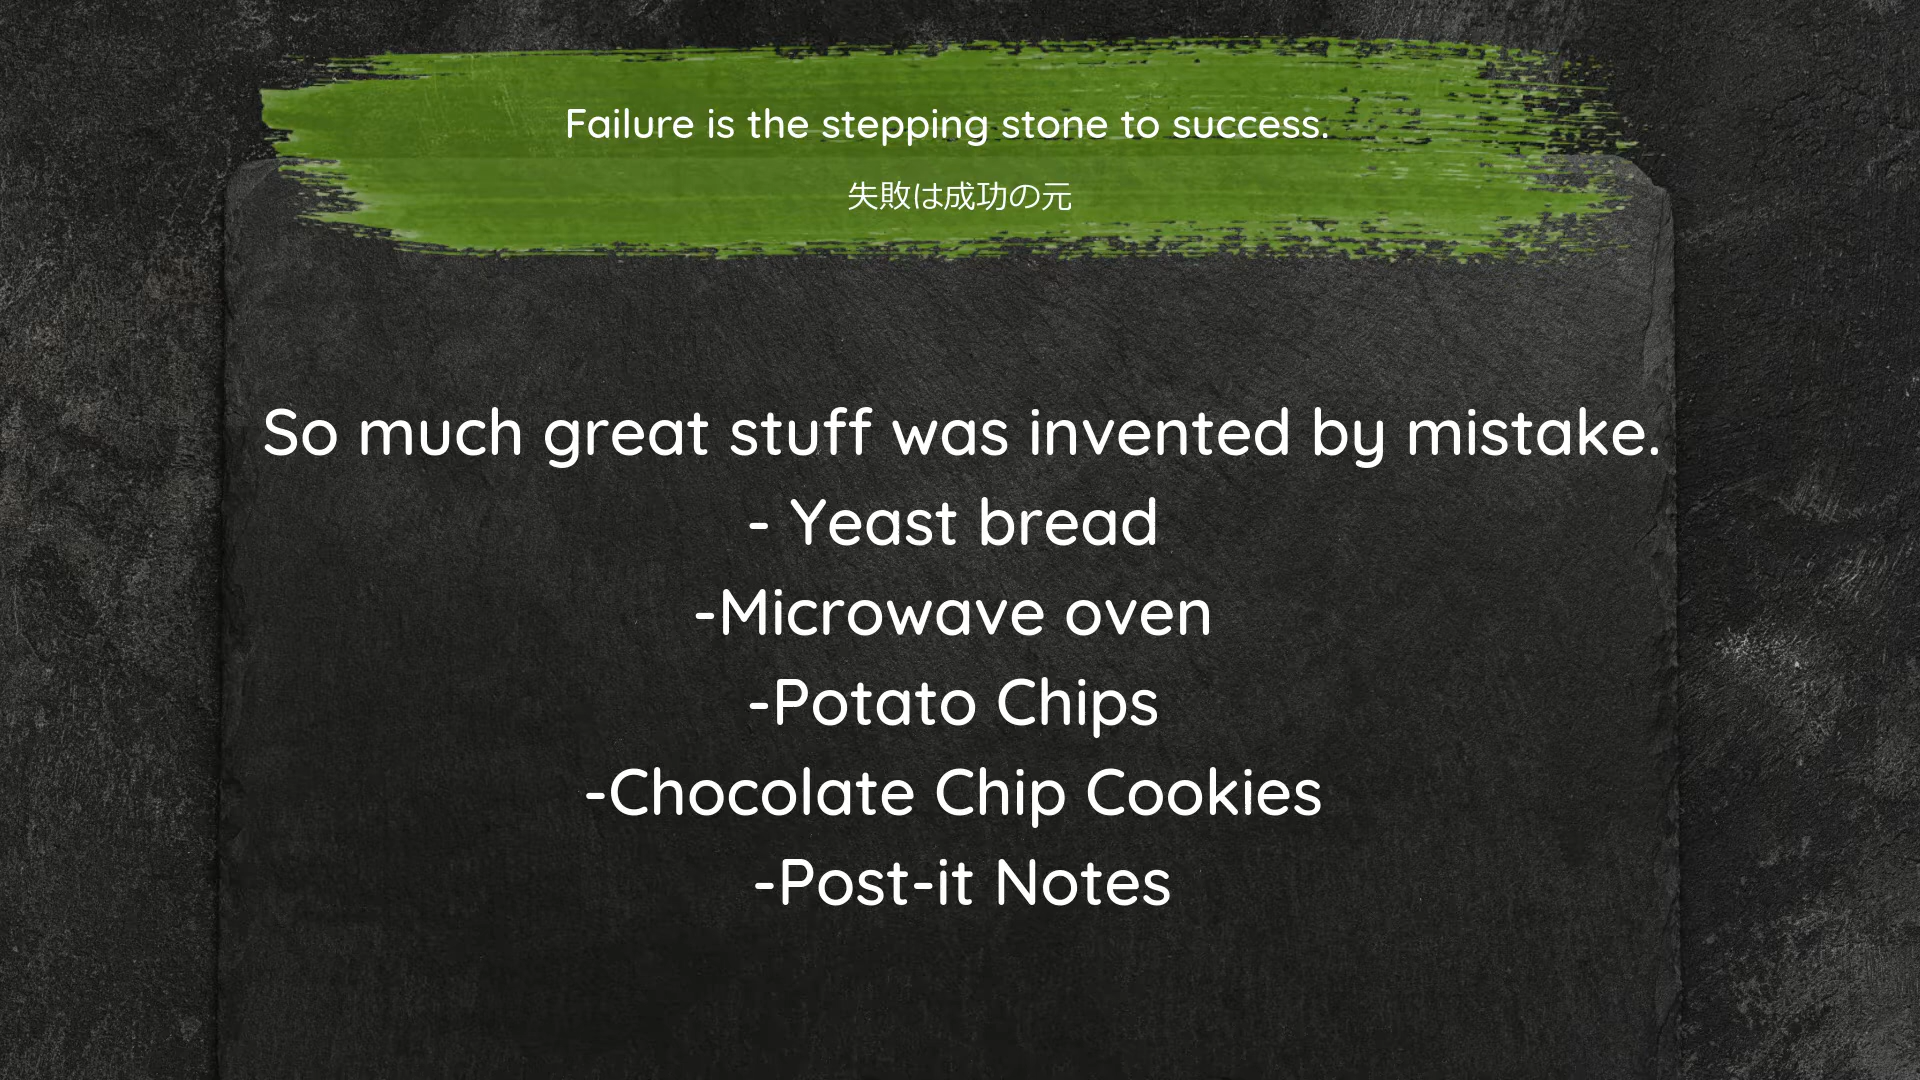 Failure is the stepping stone to success.
失敗は成功の元
So much great stuff was invented by mistake.
- Yeast bread
-Microwave oven
-Potato Chips
-Chocolate Chip Cookies
-Post-it Notes